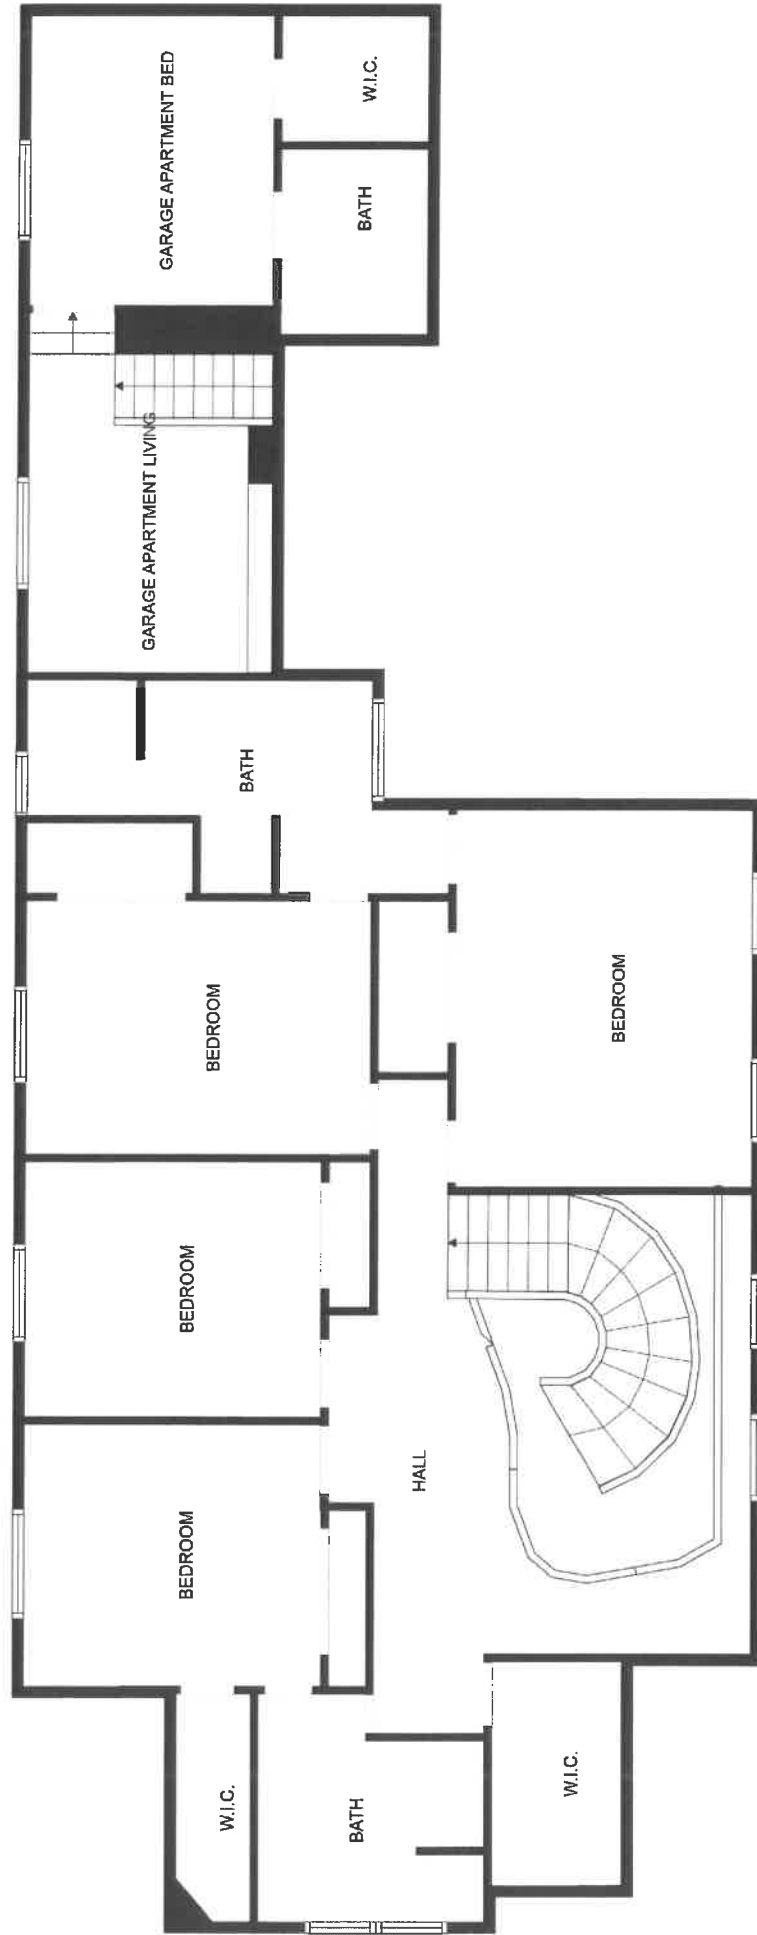 GARAGE APARTMENT BED
W.I.C.
BATH
GARAGE APARTMENT LIVING
BATH
BEDROOM
BEDROOM
BEDROOM
BEDROOM
HALL
W.I.C.
BATH
W.I.C.